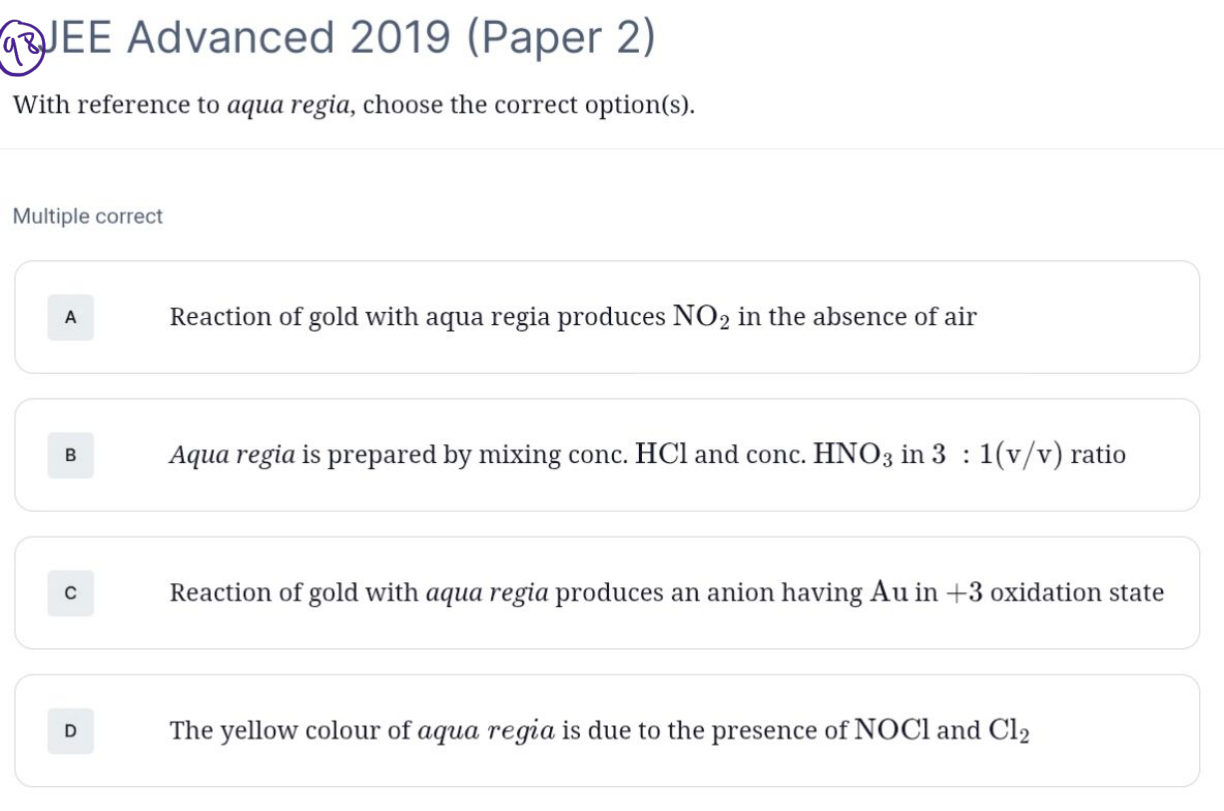 98 JEE Advanced 2019 (Paper 2)
With reference to aqua regia, choose the correct option(s).
Multiple correct
A Reaction of gold with aqua regia produces NO₂ in the absence of air
B Aqua regia is prepared by mixing conc. HCl and conc. HNO₃ in 3 : 1(v/v) ratio
C Reaction of gold with aqua regia produces an anion having Au in +3 oxidation state
D The yellow colour of aqua regia is due to the presence of NOCl and Cl₂